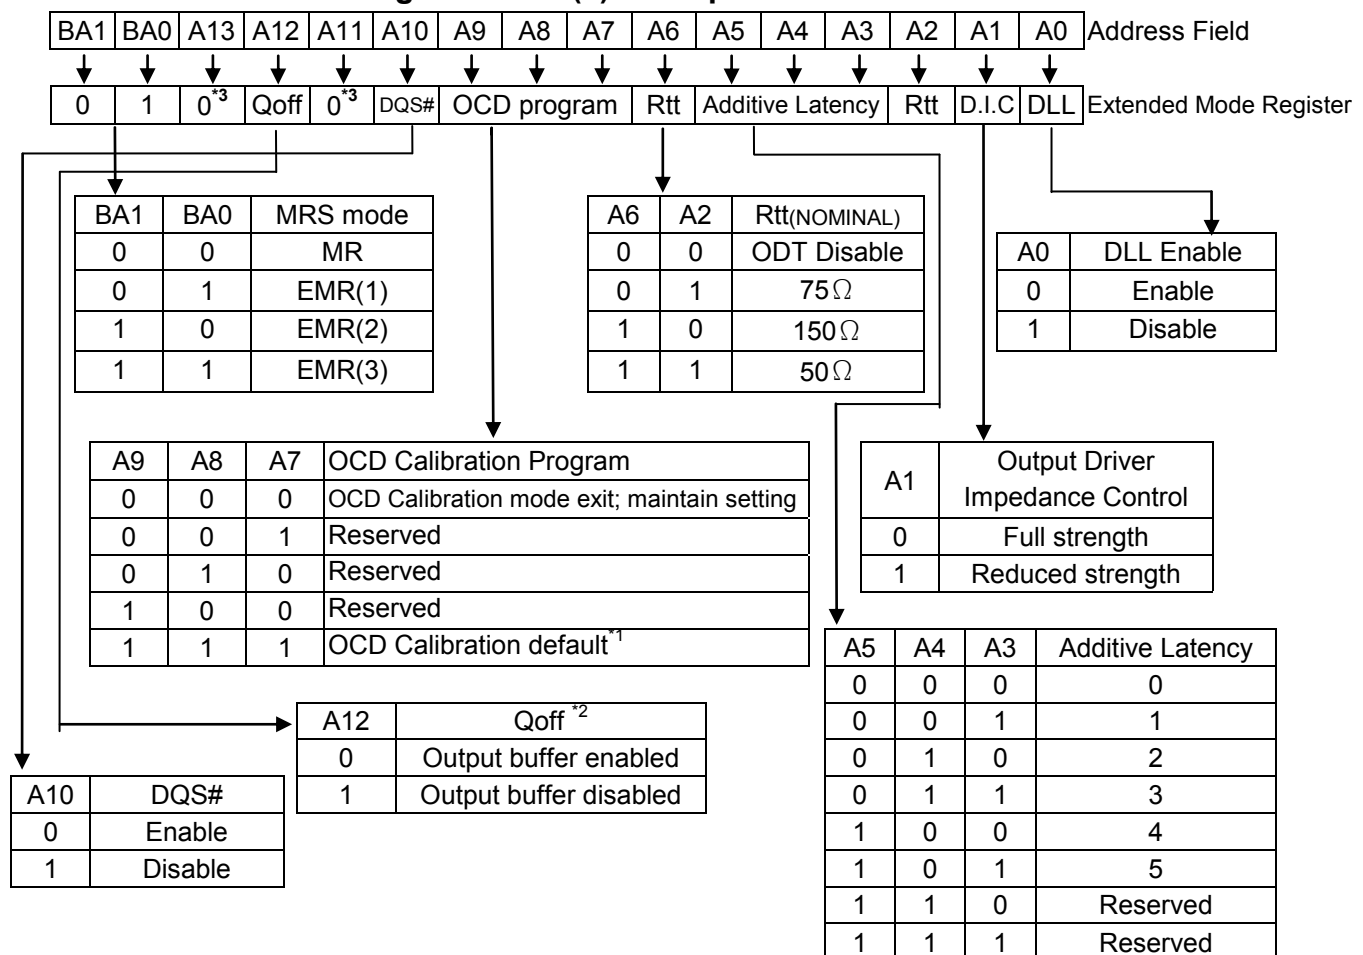 BA1 BA0 A13 A12 A11 A10 A9 A8 A7 A6 A5 A4 A3 A2 A1 A0 Address Field
0 1 0*3 Qoff 0*3 DQS# OCD program Rtt Additive Latency Rtt D.I.C DLL Extended Mode Register
BA1 BA0 MRS mode
0 0 MR
0 1 EMR(1)
1 0 EMR(2)
1 1 EMR(3)
A6 A2 Rtt(NOMINAL)
0 0 ODT Disable
0 1 75Ω
1 0 150Ω
1 1 50Ω
A0 DLL Enable
0 Enable
1 Disable
A9 A8 A7 OCD Calibration Program
0 0 0 OCD Calibration mode exit; maintain setting
0 0 1 Reserved
0 1 0 Reserved
1 0 0 Reserved
1 1 1 OCD Calibration default*1
A1 Output Driver
Impedance Control
0 Full strength
1 Reduced strength
A5 A4 A3 Additive Latency
0 0 0 0
0 0 1 1
0 1 0 2
0 1 1 3
1 0 0 4
1 0 1 5
1 1 0 Reserved
1 1 1 Reserved
A12 Qoff *2
0 Output buffer enabled
1 Output buffer disabled
A10 DQS#
0 Enable
1 Disable